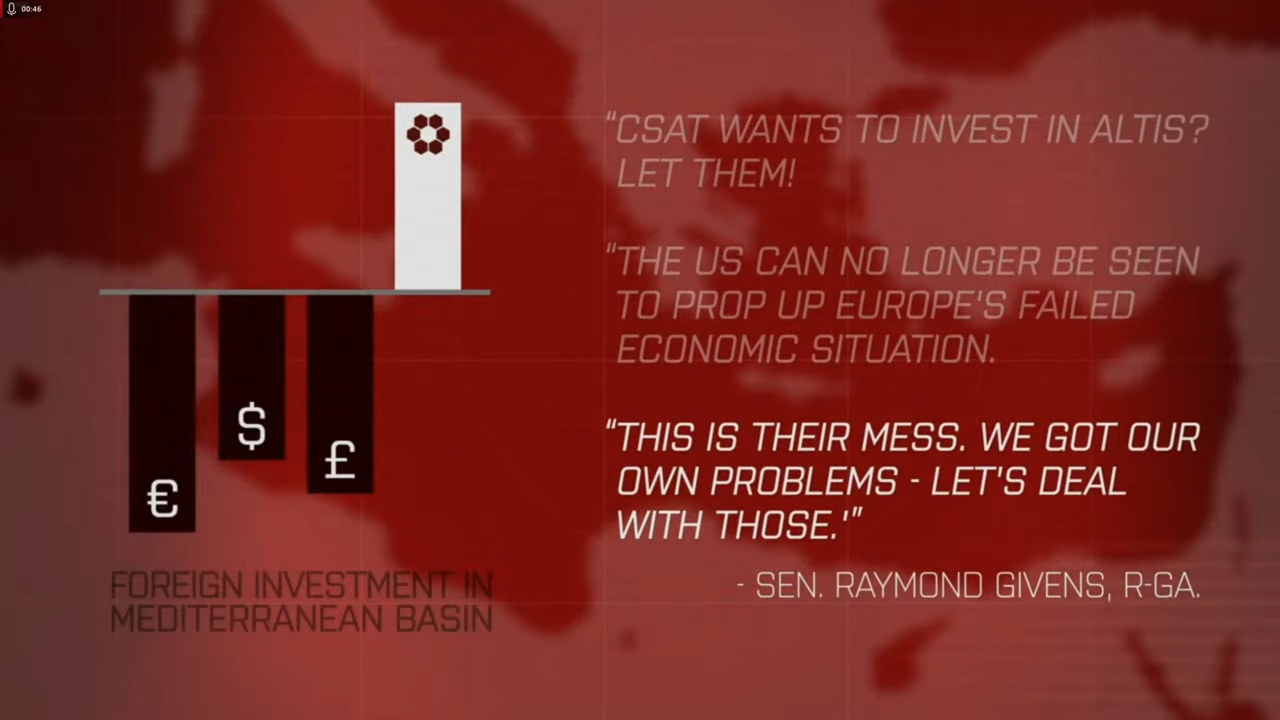 00:46
"CSAT WANTS TO INVEST IN ALTIS?
LET THEM!
"THE US CAN NO LONGER BE SEEN
TO PROP UP EUROPE'S FAILED
ECONOMIC SITUATION.
"THIS IS THEIR MESS. WE GOT OUR
OWN PROBLEMS - LET'S DEAL
WITH THOSE.'"
- SEN. RAYMOND GIVENS, R-GA.
€
$
£
FOREIGN INVESTMENT IN
MEDITERRANEAN BASIN